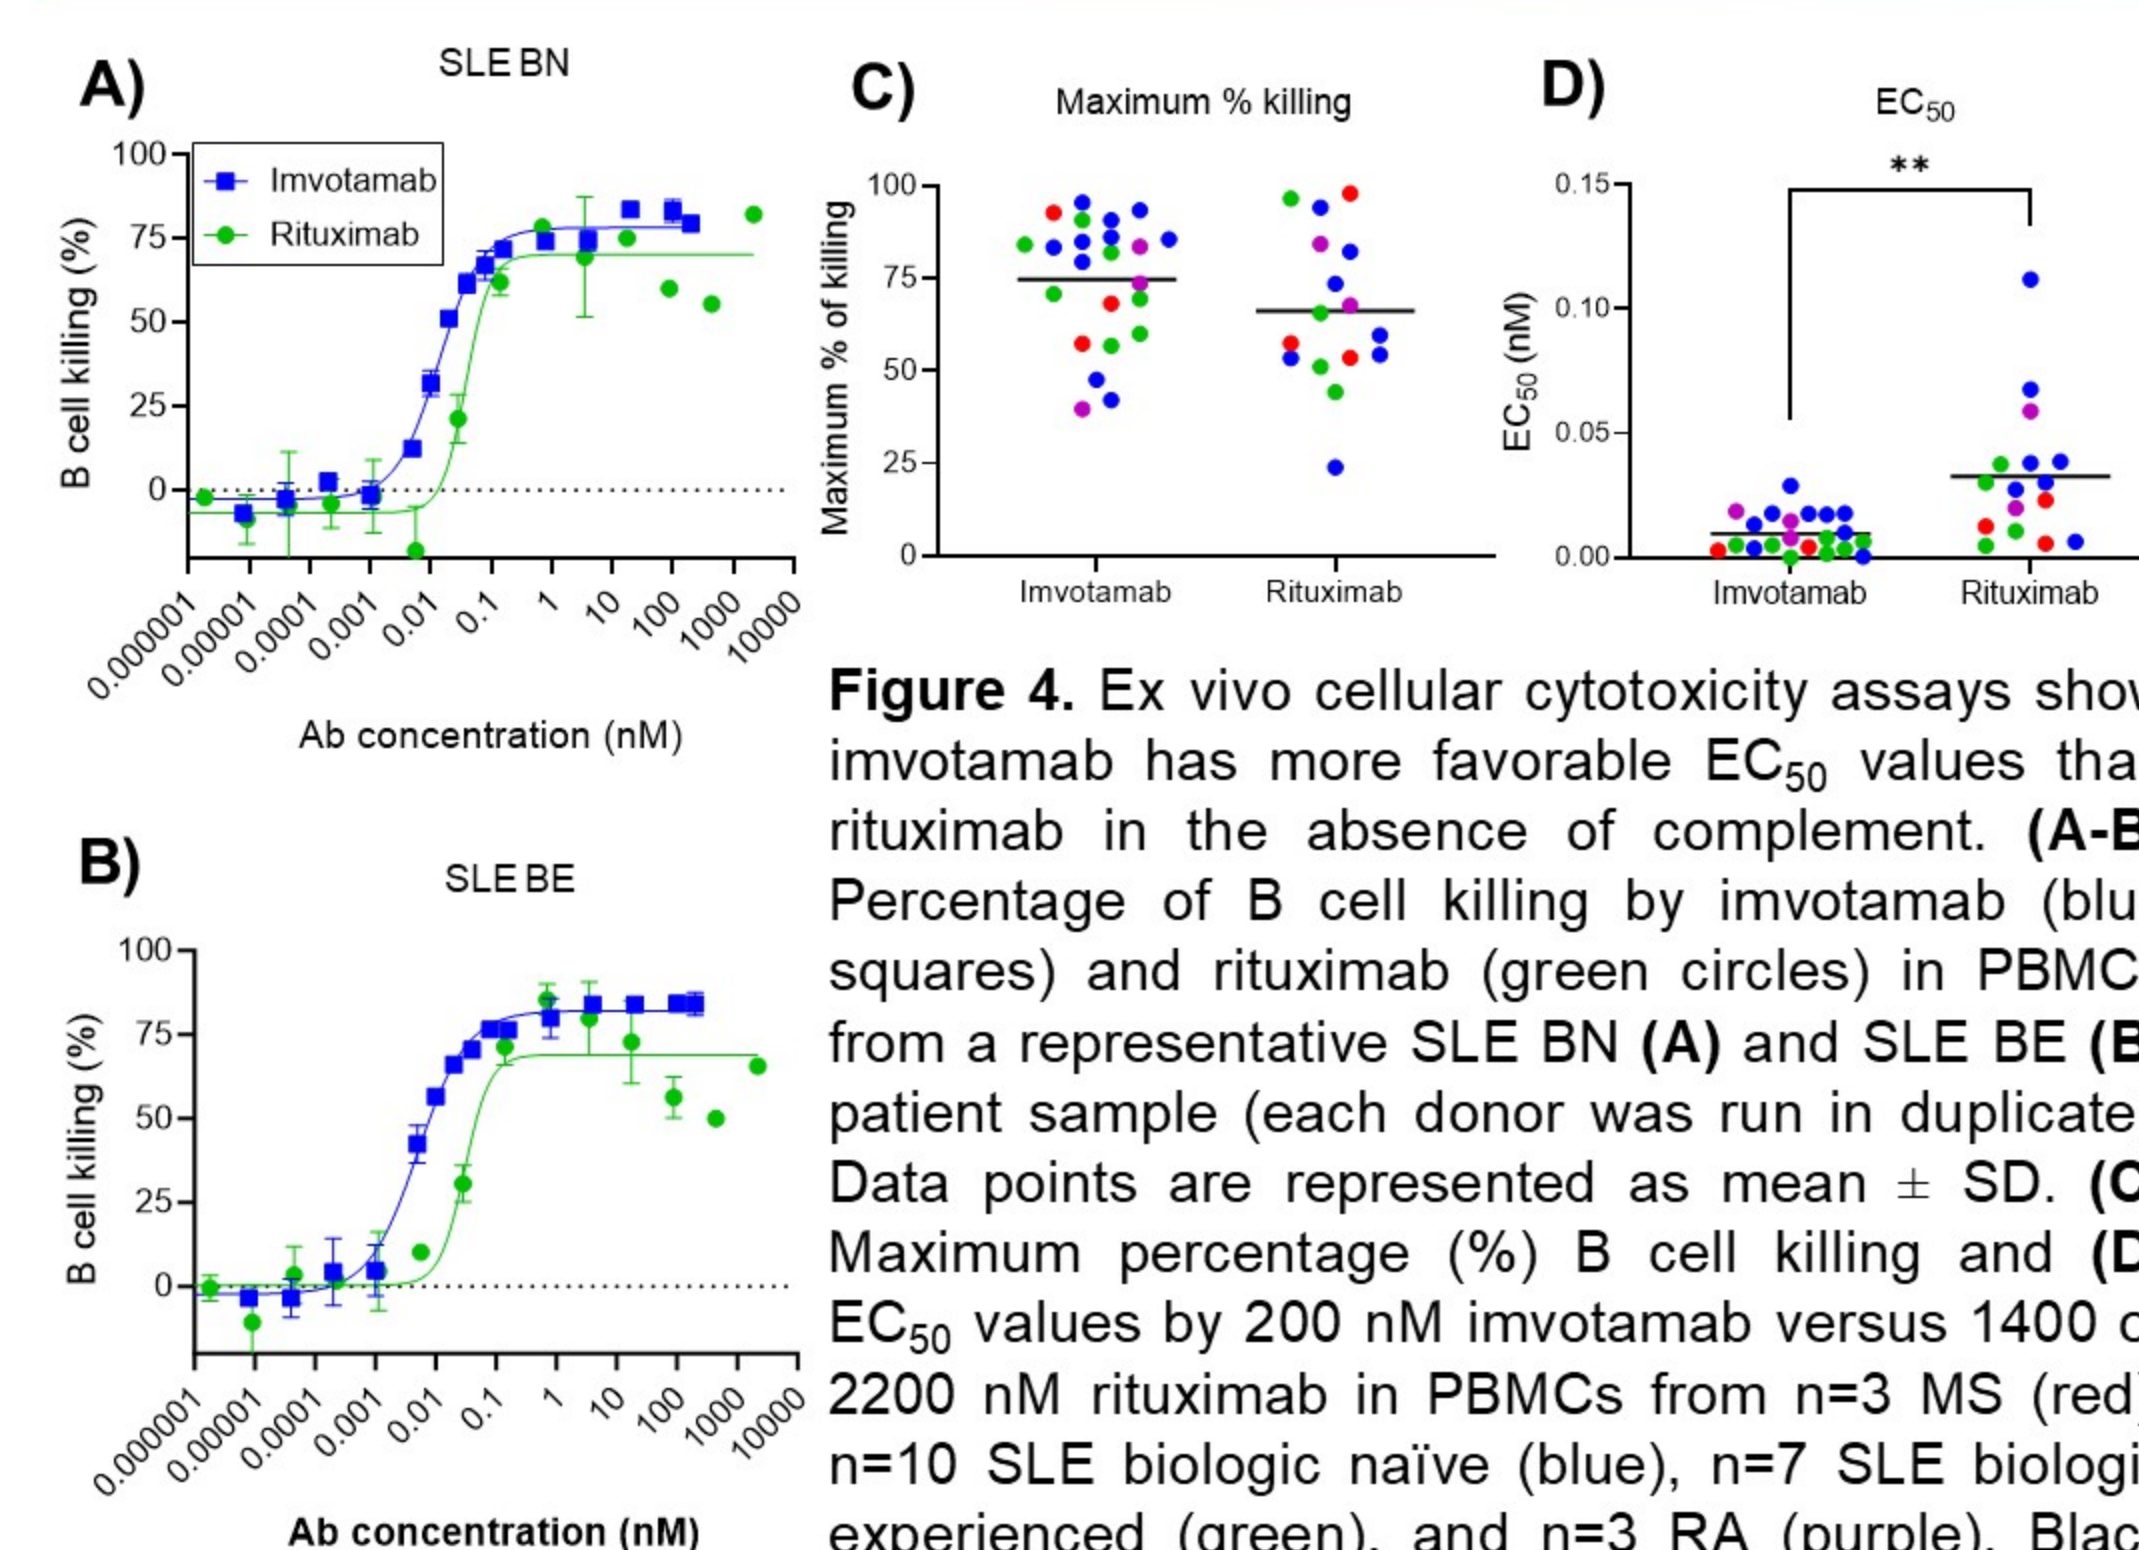 A)
SLE BN
Imvotamab
Rituximab
100
75
50
25
0
B cell killing (%)
0.000001
0.00001
0.0001
0.001
0.01
0.1
1
10
100
1000
10000
Ab concentration (nM)
B)
SLE BE
100
75
50
25
0
B cell killing (%)
0.000001
0.00001
0.0001
0.001
0.01
0.1
1
10
100
1000
10000
Ab concentration (nM)
C)
Maximum % killing
100
75
50
25
0
Maximum % of killing
Imvotamab
Rituximab
D)
EC50
**
0.15
0.10
0.05
0.00
EC50 (nM)
Imvotamab
Rituximab
Figure 4. Ex vivo cellular cytotoxicity assays show
imvotamab has more favorable EC50 values tha
rituximab in the absence of complement. (A-B
Percentage of B cell killing by imvotamab (blu
squares) and rituximab (green circles) in PBMC
from a representative SLE BN (A) and SLE BE (B
patient sample (each donor was run in duplicate
Data points are represented as mean ± SD. (C
Maximum percentage (%) B cell killing and (D
EC50 values by 200 nM imvotamab versus 1400 o
2200 nM rituximab in PBMCs from n=3 MS (red)
n=10 SLE biologic naïve (blue), n=7 SLE biologi
experienced (green), and n=3 RA (purple). Blac